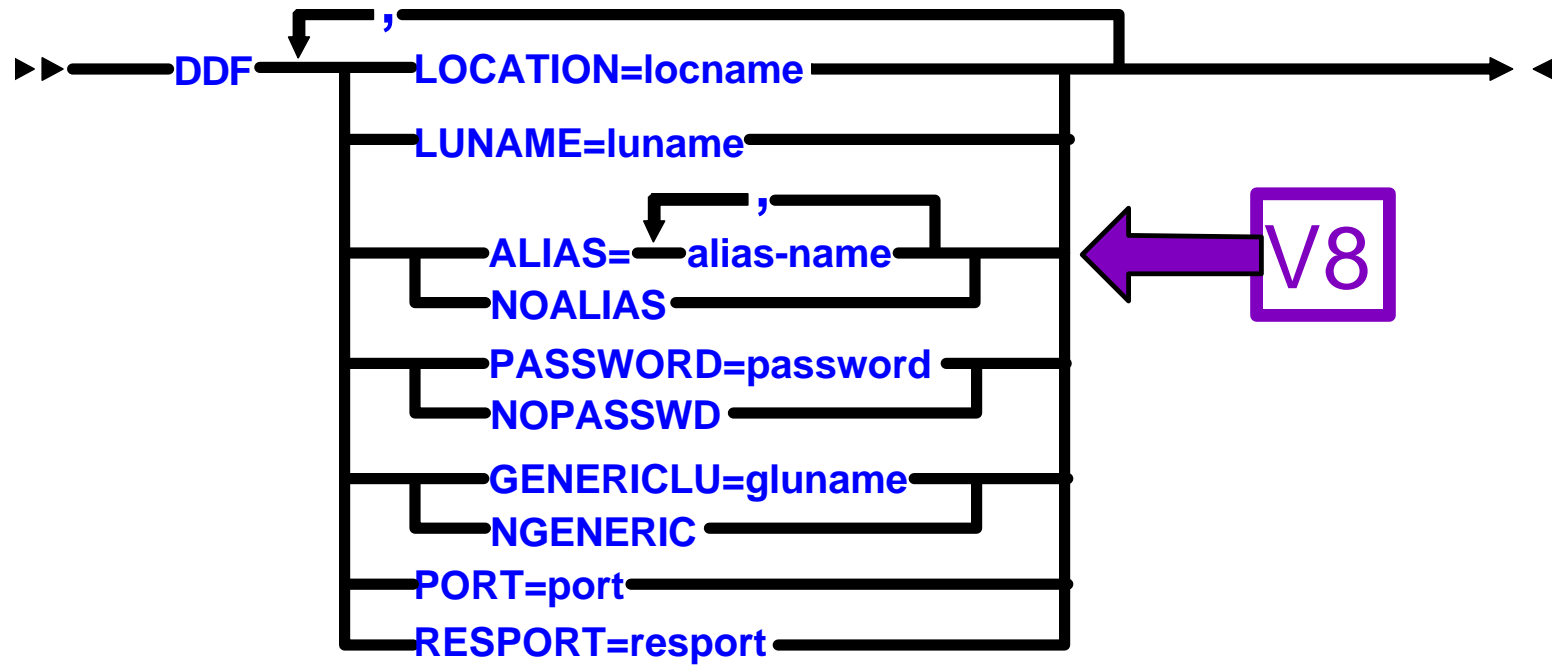 ,
DDF LOCATION=locname
LUNAME=luname
,
ALIAS= alias-name
V8
NOALIAS
PASSWORD=password
NOPASSWD
GENERICLU=gluname
NGENERIC
PORT=port
RESPORT=resport